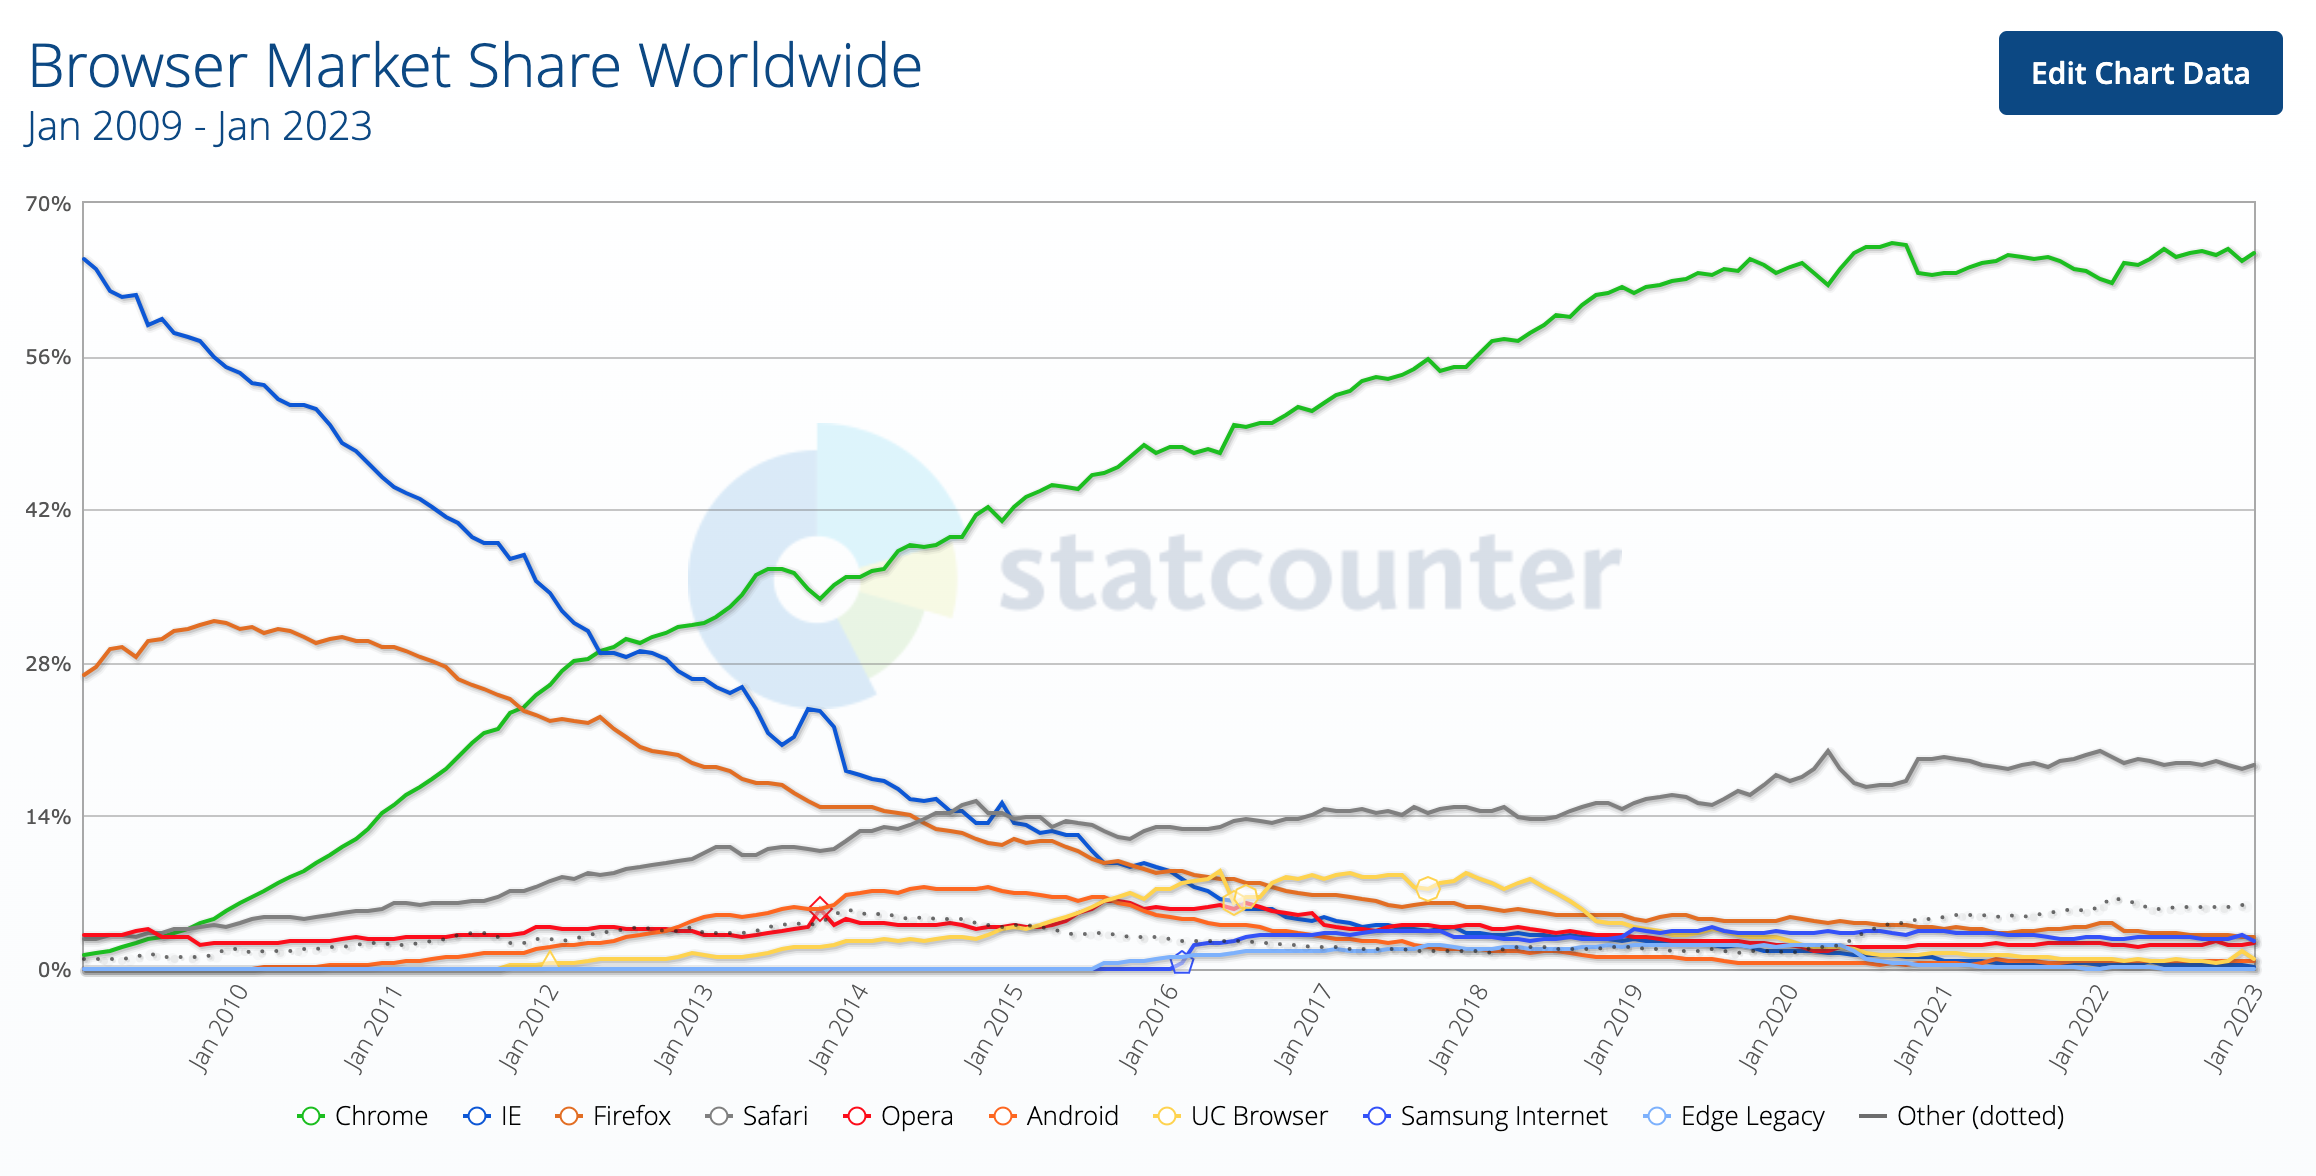 Browser Market Share Worldwide
Jan 2009 - Jan 2023
Edit Chart Data
70%
56%
42%
28%
14%
0%
statcounter
Jan 2010
Jan 2011
Jan 2012
Jan 2013
Jan 2014
Jan 2015
Jan 2016
Jan 2017
Jan 2018
Jan 2019
Jan 2020
Jan 2021
Jan 2022
Jan 2023
Chrome IE Firefox Safari Opera Android UC Browser Samsung Internet Edge Legacy Other (dotted)